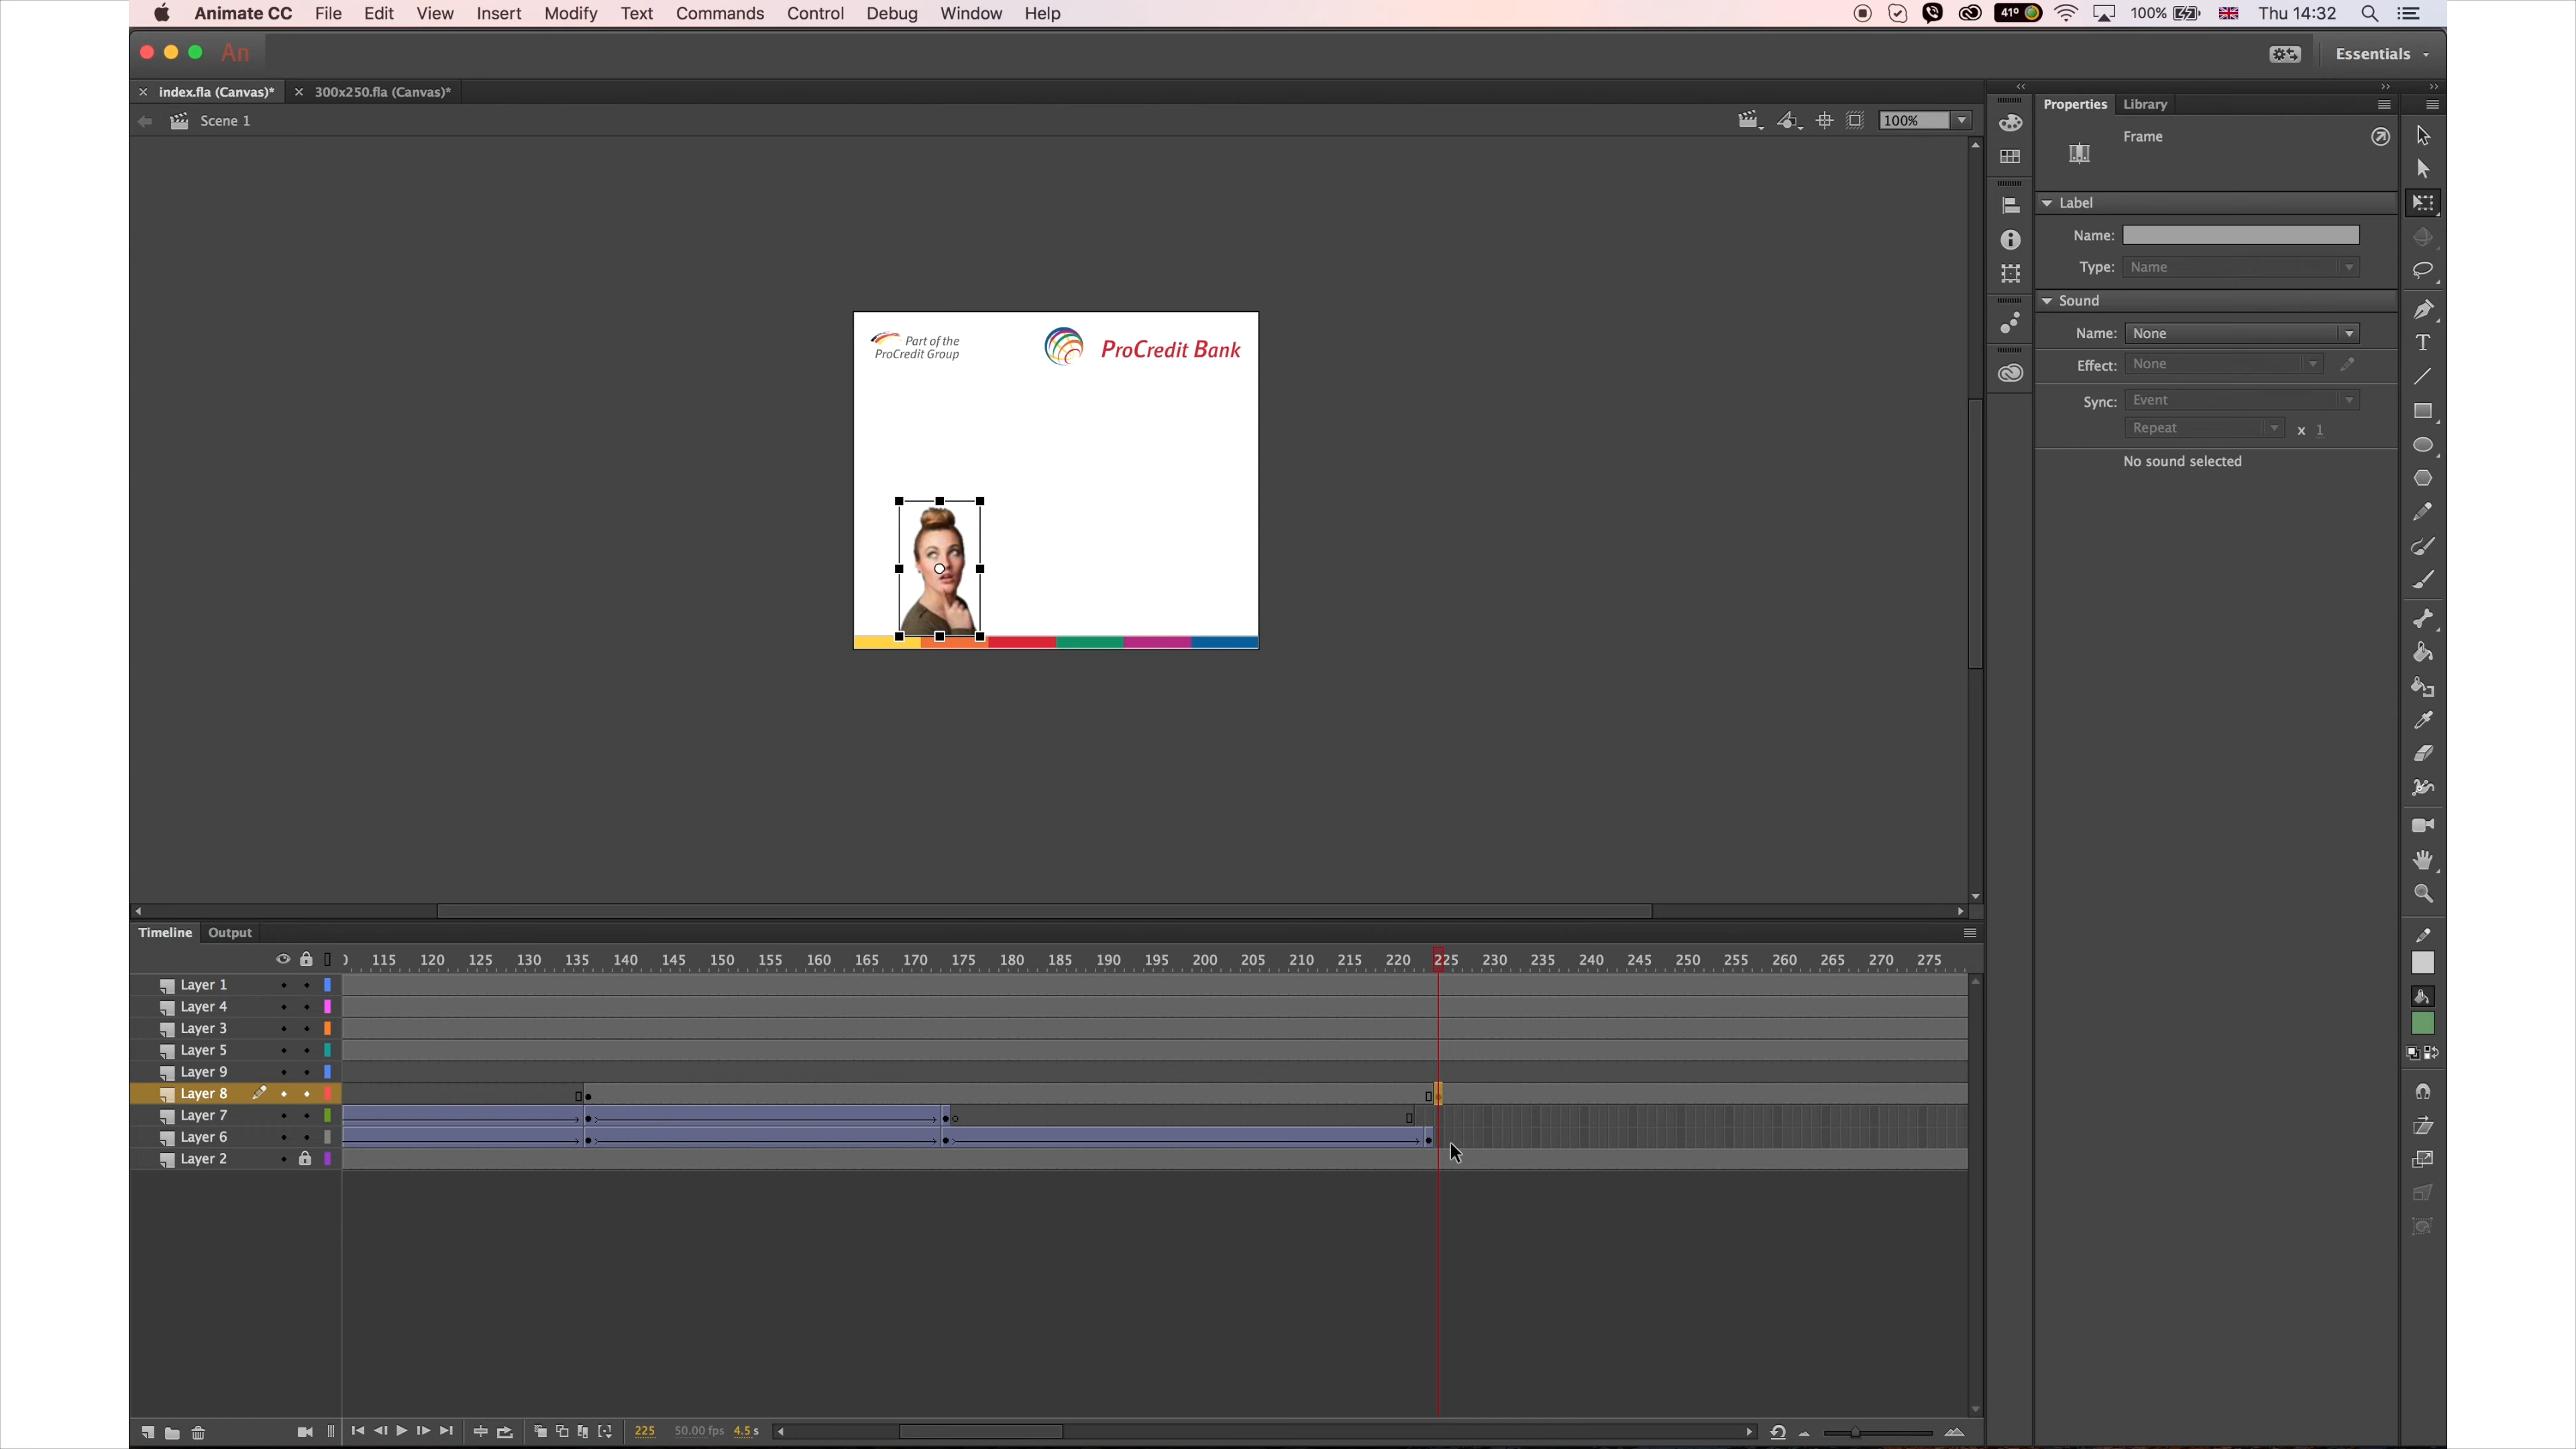 Animate CC File Edit View Insert Modify Text Commands Control Debug Window Help 41° 100% Thu 14:32
An Essentials
index.fla (Canvas)* 300x250.fla (Canvas)*
Scene 1 100%
Properties Library
Frame
Label
Name:
Type: Name
Sound
Name: None
Effect: None
Sync: Event
Repeat x 1
No sound selected
Part of the
ProCredit Group
ProCredit Bank
Timeline Output
115 120 125 130 135 140 145 150 155 160 165 170 175 180 185 190 195 200 205 210 215 220 225 230 235 240 245 250 255 260 265 270 275
Layer 1
Layer 4
Layer 3
Layer 5
Layer 9
Layer 8
Layer 7
Layer 6
Layer 2
225 50.00 fps 4.5 s